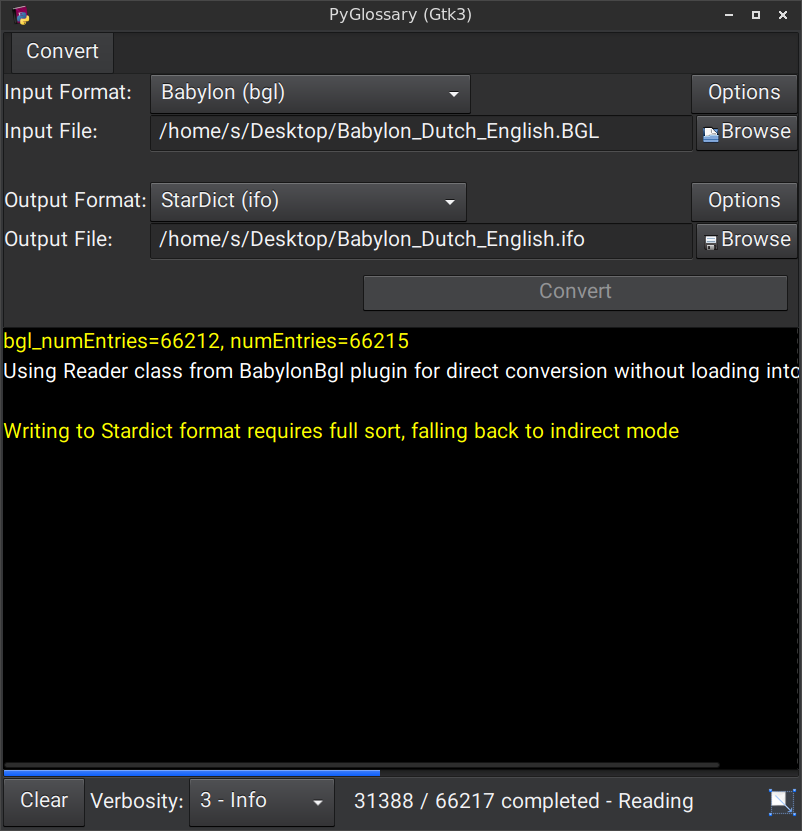 PyGlossary (Gtk3)
Convert
Input Format: Babylon (bgl) Options
Input File: /home/s/Desktop/Babylon_Dutch_English.BGL Browse
Output Format: StarDict (ifo) Options
Output File: /home/s/Desktop/Babylon_Dutch_English.ifo Browse
Convert
bgl_numEntries=66212, numEntries=66215
Using Reader class from BabylonBgl plugin for direct conversion without loading into
Writing to Stardict format requires full sort, falling back to indirect mode
Clear Verbosity: 3 - Info 31388 / 66217 completed - Reading